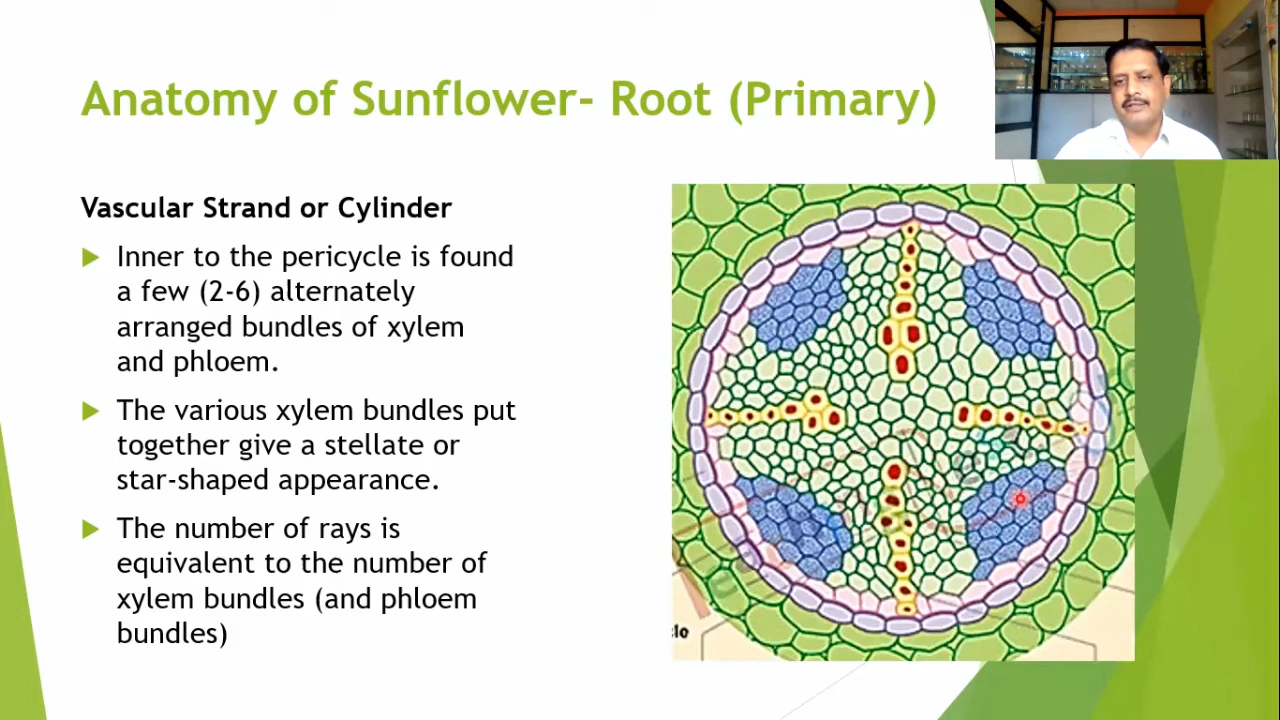 Anatomy of Sunflower- Root (Primary)
Vascular Strand or Cylinder
Inner to the pericycle is found
a few (2-6) alternately
arranged bundles of xylem
and phloem.
The various xylem bundles put
together give a stellate or
star-shaped appearance.
The number of rays is
equivalent to the number of
xylem bundles (and phloem
bundles)